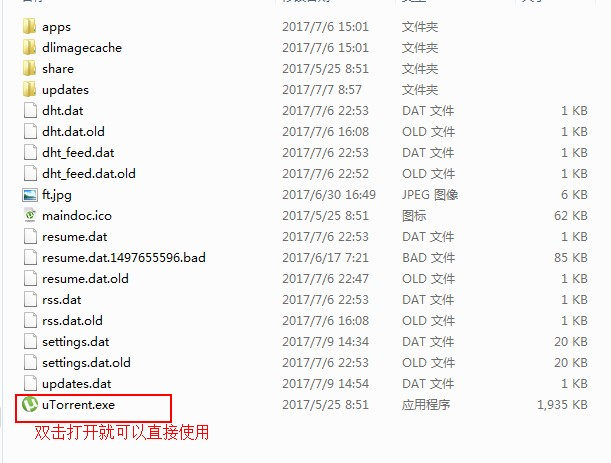 apps 2017/7/6 15:01 文件夹
dlimagecache 2017/7/6 15:01 文件夹
share 2017/5/25 8:51 文件夹
updates 2017/7/7 8:57 文件夹
dht.dat 2017/7/6 22:53 DAT 文件 1 KB
dht.dat.old 2017/7/6 16:08 OLD 文件 1 KB
dht_feed.dat 2017/7/6 22:53 DAT 文件 1 KB
dht_feed.dat.old 2017/7/6 22:52 OLD 文件 1 KB
ft.jpg 2017/6/30 16:49 JPEG 图像 6 KB
maindoc.ico 2017/5/25 8:51 图标 62 KB
resume.dat 2017/7/6 22:53 DAT 文件 1 KB
resume.dat.1497655596.bad 2017/6/17 7:21 BAD 文件 85 KB
resume.dat.old 2017/7/6 22:47 OLD 文件 1 KB
rss.dat 2017/7/6 22:53 DAT 文件 1 KB
rss.dat.old 2017/7/6 16:08 OLD 文件 1 KB
settings.dat 2017/7/9 14:34 DAT 文件 20 KB
settings.dat.old 2017/7/6 22:53 OLD 文件 20 KB
updates.dat 2017/7/9 14:54 DAT 文件 1 KB
uTorrent.exe 2017/5/25 8:51 应用程序 1,935 KB
双击打开就可以直接使用